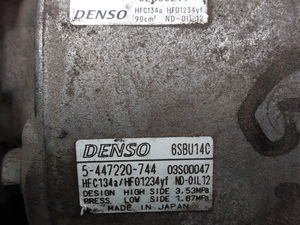 DENSO
HFC134a HFO1234yf
90cm³ ND-OIL12
DENSO 6SBU14C
5-447220-744 03S00047
HFC134a/HFO1234yf ND-OIL12
DESIGN HIGH SIDE 3.53MPa
PRESS LOW SIDE 1.67MPa
MADE IN JAPAN